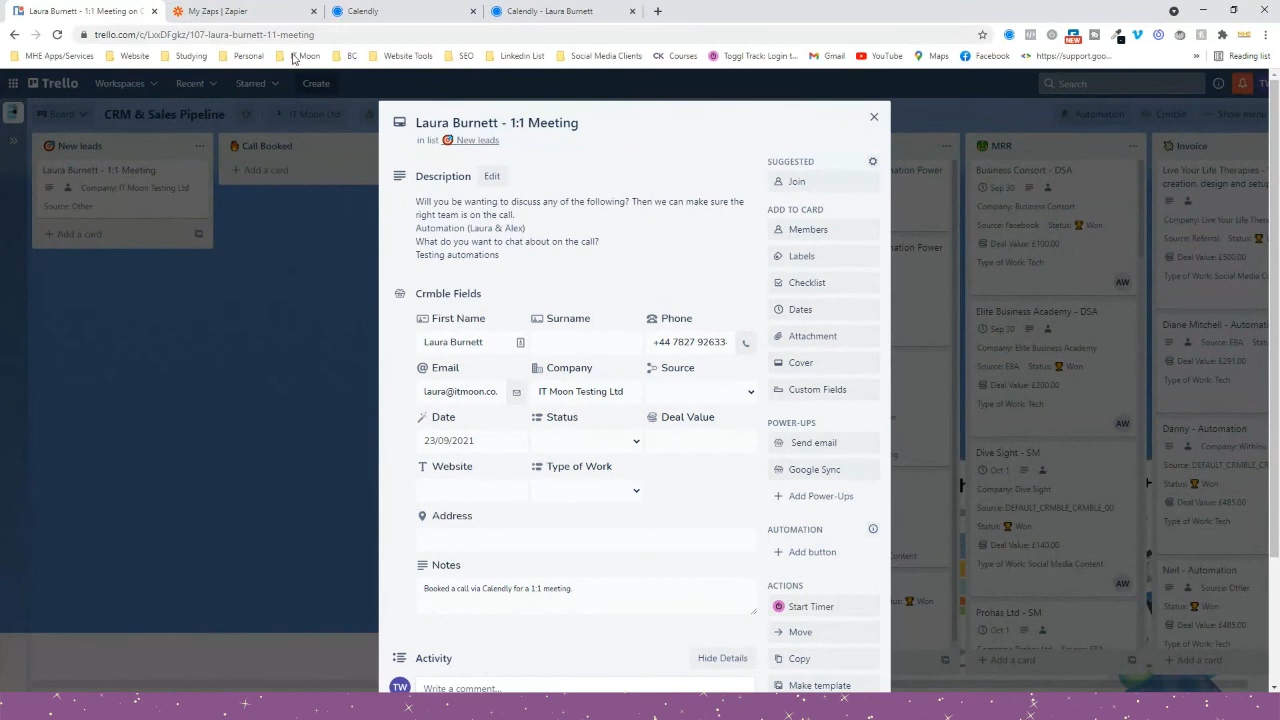 Laura Burnett - 1:1 Meeting on C
My Zaps | Zapier
Calendly
Calendly - Laura Burnett
trello.com/c/LxxDFgkz/107-laura-burnett-11-meeting
MHE Apps/Services
Website
Studying
Personal
IT Moon
BC
Website Tools
SEO
Linkedin List
Social Media Clients
CK Courses
Toggl Track: Login t...
Gmail
YouTube
Maps
Facebook
https://support.goo...
Reading list
NEW
Trello
Workspaces
Recent
Starred
Create
Search
TW
Board
CRM & Sales Pipeline
IT Moon Ltd
Automation
Crmble
Show menu
New leads
Laura Burnett - 1:1 Meeting
Company: IT Moon Testing Ltd
Source: Other
+ Add a card
Call Booked
+ Add a card
Laura Burnett - 1:1 Meeting
in list New leads
Description
Edit
Will you be wanting to discuss any of the following? Then we can make sure the
right team is on the call.
Automation (Laura & Alex)
What do you want to chat about on the call?
Testing automations
Crmble Fields
First Name
Surname
Phone
Laura Burnett
+44 7827 92633
Email
Company
Source
laura@itmoon.co.
IT Moon Testing Ltd
Date
Status
Deal Value
23/09/2021
Website
Type of Work
Address
Notes
Booked a call via Calendly for a 1:1 meeting.
Activity
Hide Details
TW
Write a comment...
SUGGESTED
Join
ADD TO CARD
Members
Labels
Checklist
Dates
Attachment
Cover
Custom Fields
POWER-UPS
Send email
Google Sync
+ Add Power-Ups
AUTOMATION
+ Add button
ACTIONS
Start Timer
Move
Copy
Make template
mation Power
Content
Won
MRR
Business Consort - DSA
Sep 30
Company: Business Consort
Source: Facebook
Status: Won
Deal Value: £100.00
Type of Work: Tech
AW
Elite Business Academy - DSA
Sep 30
Company: Elite Business Academy
Source: EBA
Status: Won
Deal Value: £200.00
Type of Work: Tech
AW
Dive Sight - SM
Oct 1
Company: Dive Sight
Source: DEFAULT_CRMBLE_CRMBLE_00
Status: Won
Deal Value: £140.00
Type of Work: Social Media Content
AW
Prohas Ltd - SM
Oct 1
+ Add a card
Invoice
Live Your Life Therapies -
creation, design and setup
Company: Live Your Life Thera
Source: Referral
Status:
Deal Value: £500.00
Type of Work: Social Media C
Diane Mitchell - Automation
Source: EBA
Status: Won
Deal Value: £291.00
Type of Work: Tech
Danny - Automation
Company: Within
Source: DEFAULT_CRMBLE_CR
Status: Won
Deal Value: £485.00
Type of Work: Tech
Neil - Automation
Source: Other
Status: Won
Deal Value: £485.00
Type of Work: Tech
+ Add a card